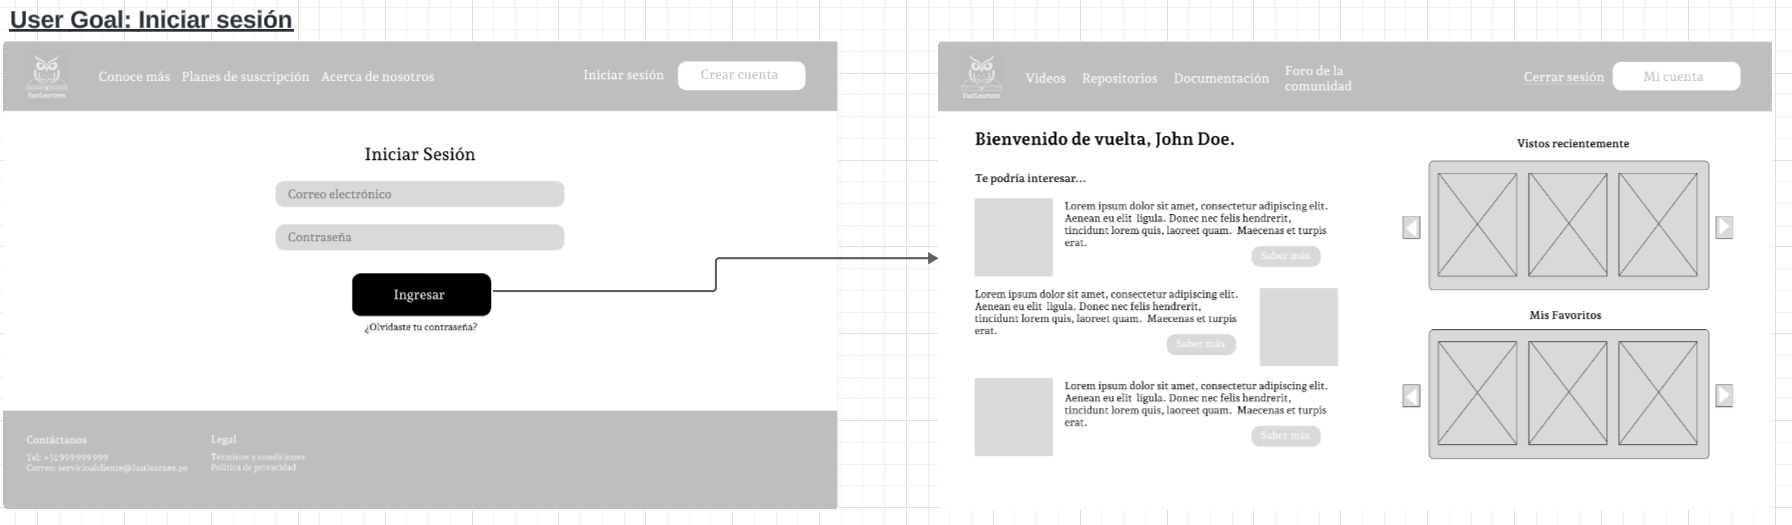 User Goal: Iniciar sesión
FastLearners
Conoce más
Planes de suscripción
Acerca de nosotros
Iniciar sesión
Crear cuenta
Iniciar Sesión
Correo electrónico
Contraseña
Ingresar
¿Olvidaste tu contraseña?
Contáctanos
Tel: +51 999 999 999
Correo: servicioalcliente@fastlearnes.pe
Legal
Términos y condiciones
Política de privacidad
FastLearners
Videos
Repositorios
Documentación
Foro de la
comunidad
Cerrar sesión
Mi cuenta
Bienvenido de vuelta, John Doe.
Te podría interesar...
Lorem ipsum dolor sit amet, consectetur adipiscing elit.
Aenean eu elit ligula. Donec nec felis hendrerit,
tincidunt lorem quis, laoreet quam. Maecenas et turpis
erat.
Saber más
Lorem ipsum dolor sit amet, consectetur adipiscing elit.
Aenean eu elit ligula. Donec nec felis hendrerit,
tincidunt lorem quis, laoreet quam. Maecenas et turpis
erat.
Saber más
Lorem ipsum dolor sit amet, consectetur adipiscing elit.
Aenean eu elit ligula. Donec nec felis hendrerit,
tincidunt lorem quis, laoreet quam. Maecenas et turpis
erat.
Saber más
Vistos recientemente
Mis Favoritos